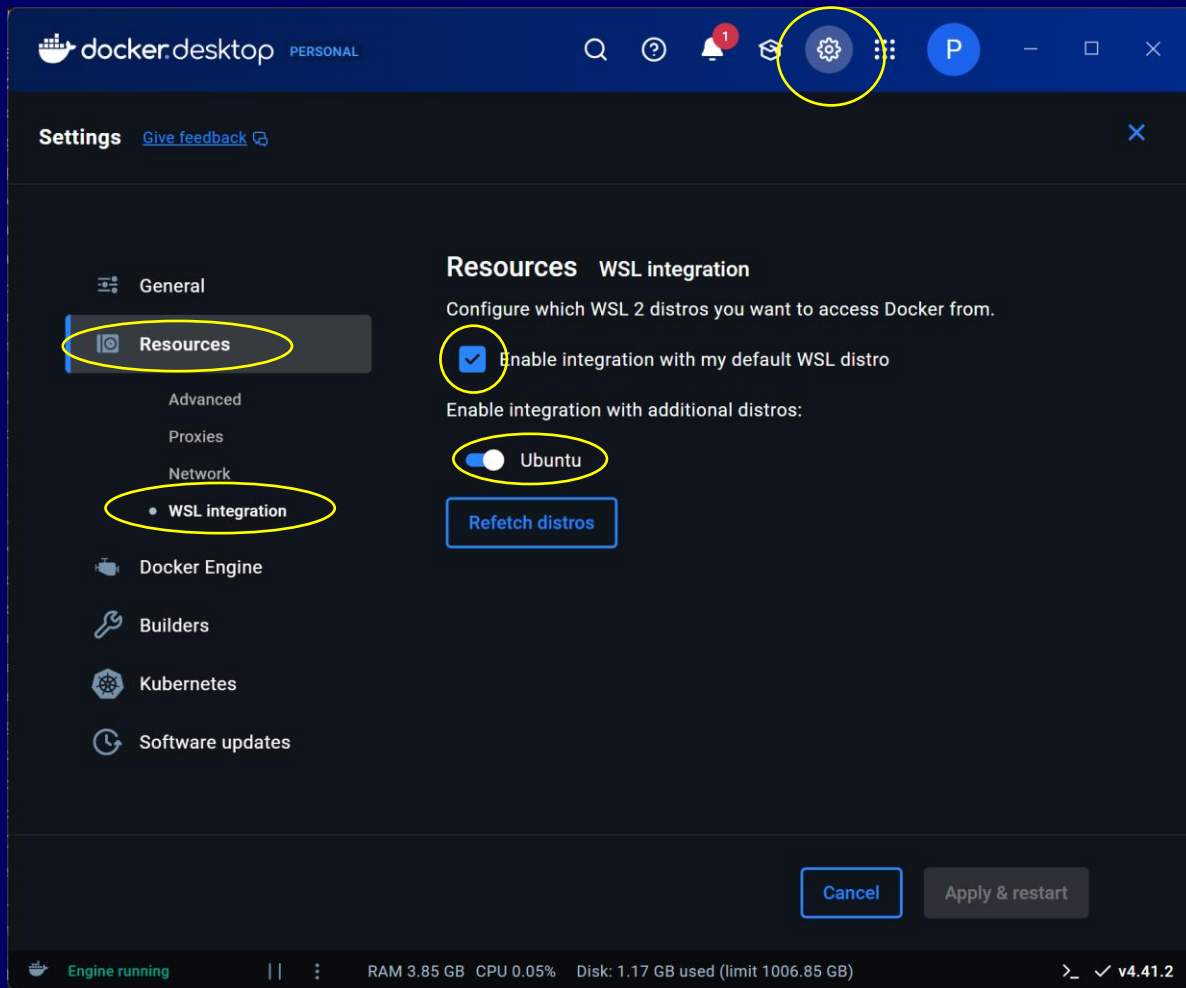 docker.desktop PERSONAL
1
P
Settings Give feedback
General
Resources
Advanced
Proxies
Network
WSL integration
Docker Engine
Builders
Kubernetes
Software updates
Resources WSL integration
Configure which WSL 2 distros you want to access Docker from.
Enable integration with my default WSL distro
Enable integration with additional distros:
Ubuntu
Refetch distros
Cancel Apply & restart
Engine running RAM 3.85 GB CPU 0.05% Disk: 1.17 GB used (limit 1006.85 GB) >_ v4.41.2